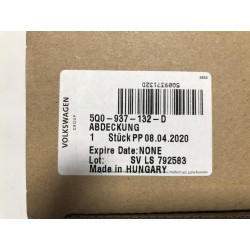 VOLKSWAGEN
GROUP
5Q0937132D
5Q0-937-132-D
ABDECKUNG
1 Stück PP 08.04.2020
Expire Date: NONE
Lot: SV LS 792583
Made in HUNGARY